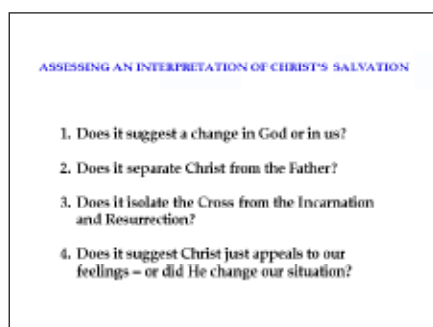 ASSESSING AN INTERPRETATION OF CHRIST'S SALVATION
1. Does it suggest a change in God or in us?
2. Does it separate Christ from the Father?
3. Does it isolate the Cross from the Incarnation
and Resurrection?
4. Does it suggest Christ just appeals to our
feelings – or did He change our situation?